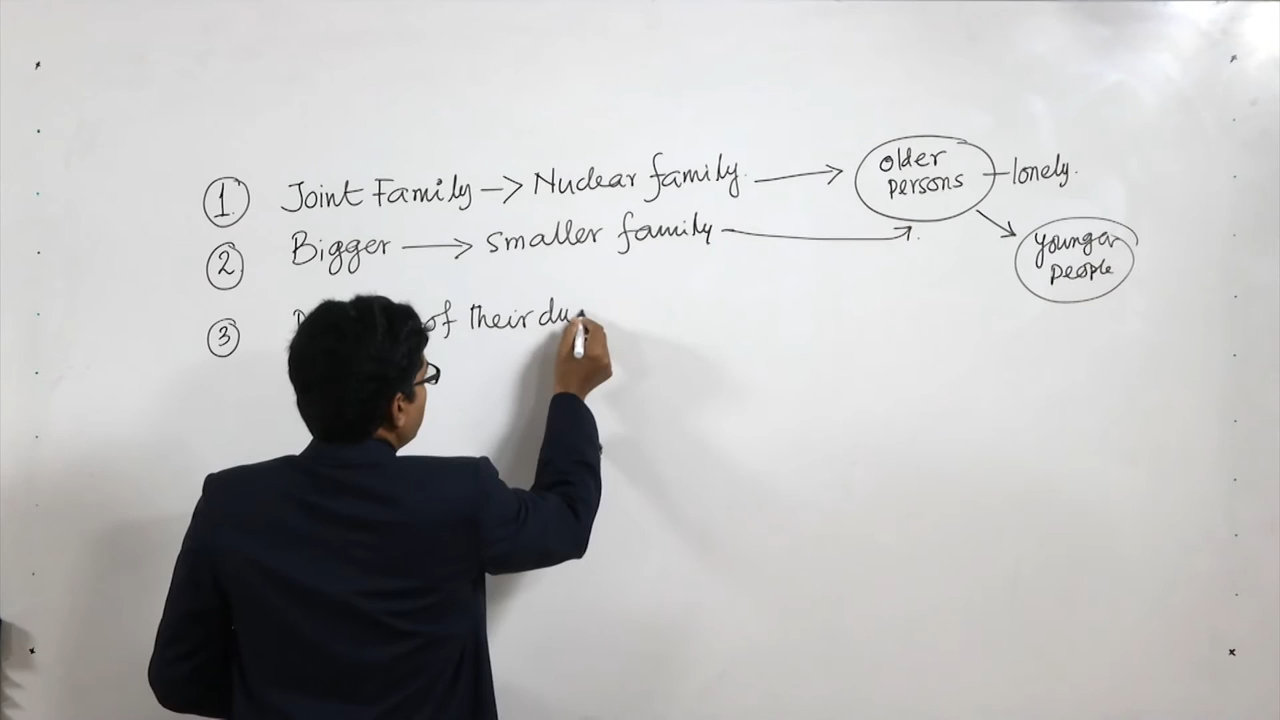 1. Joint Family -> Nuclear family. -> older persons - lonely.
2 Bigger -> smaller family -> younger people
3 of their du